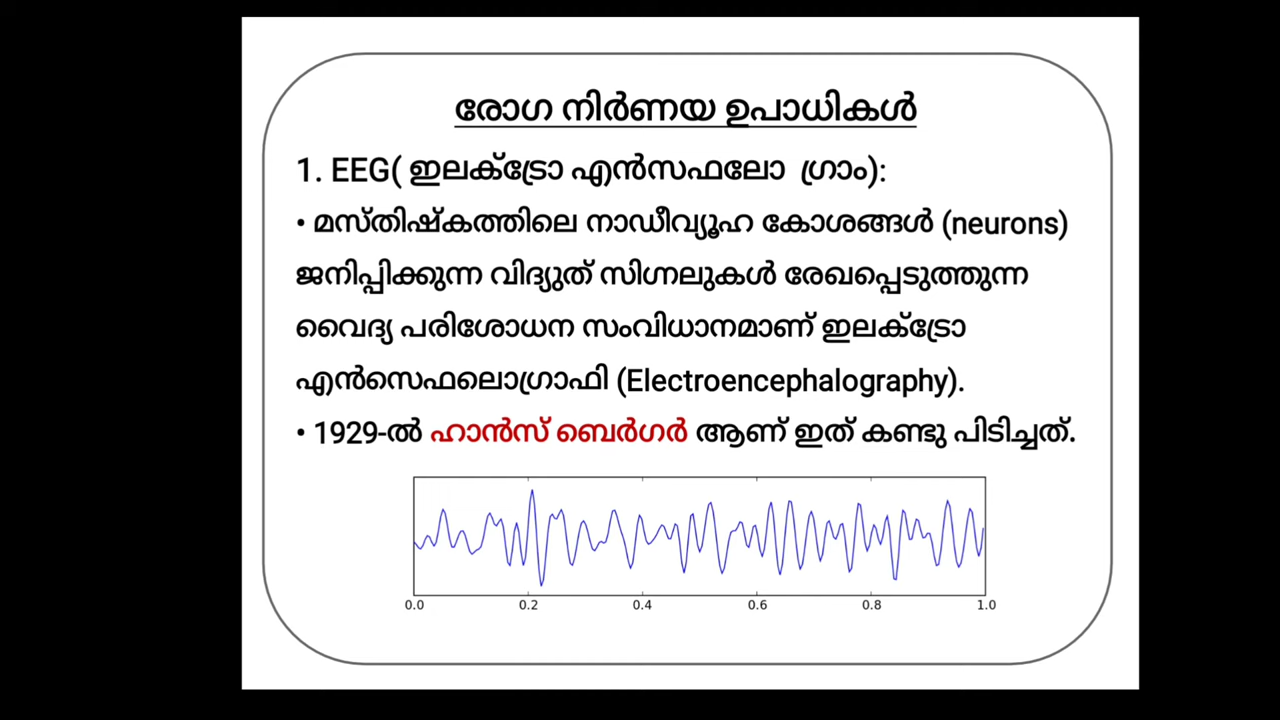 രോഗ നിർണയ ഉപാധികൾ
1. EEG( ഇലക്ട്രോ എൻസഫലോ ഗ്രാം):
• മസ്തിഷ്കത്തിലെ നാഡീവ്യൂഹ കോശങ്ങൾ (neurons)
ജനിപ്പിക്കുന്ന വിദ്യുത് സിഗ്നലുകൾ രേഖപ്പെടുത്തുന്ന
വൈദ്യ പരിശോധന സംവിധാനമാണ് ഇലക്ട്രോ
എൻസെഫലൊഗ്രാഫി (Electroencephalography).
• 1929-ൽ ഹാൻസ് ബെർഗർ ആണ് ഇത് കണ്ടു പിടിച്ചത്.
0.0 0.2 0.4 0.6 0.8 1.0